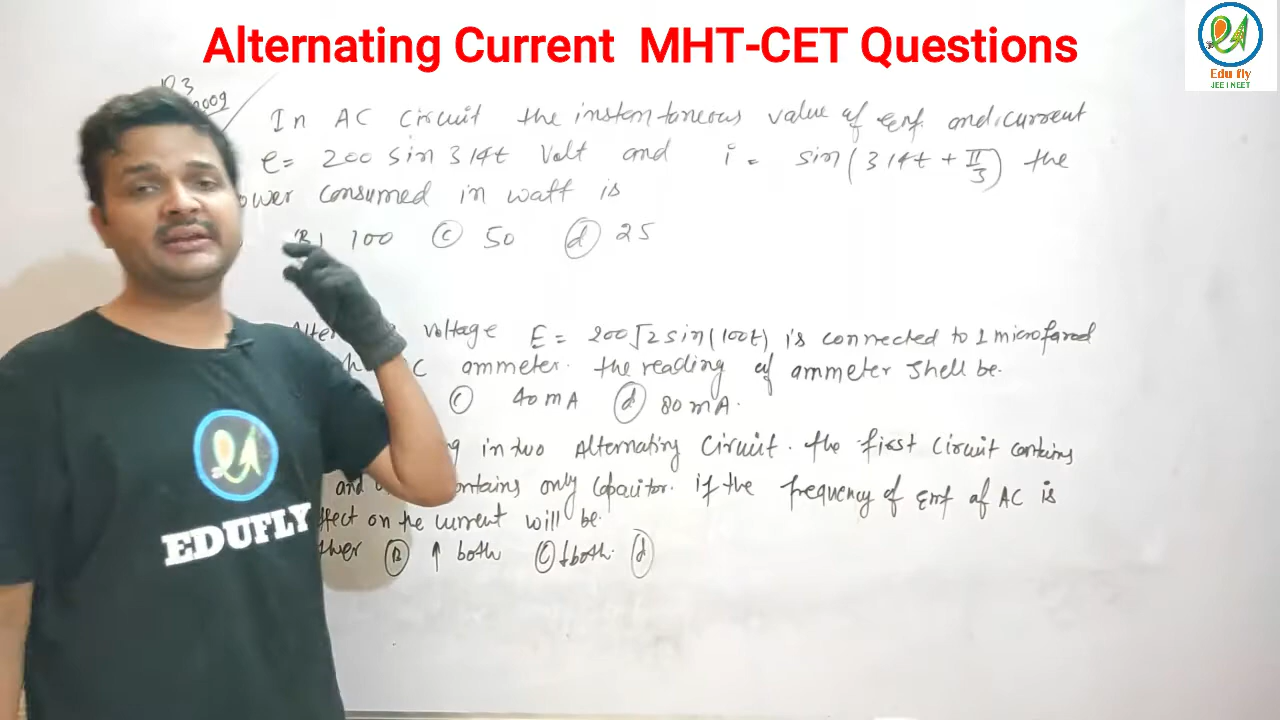 Alternating Current MHT-CET Questions
Edu fly
JEE I NEET
2009
In AC Circuit the instantaneous value of Emf and current
e = 200 sin 314t Volt and i = sin(314t + π/3) the
ower consumed in watt is
100 (C) 50 (d) 25
voltage E = 200√2 sin(100t) is connected to 1 microfarad
C ammeter. the reading of ammeter shell be.
(C) 40 mA (d) 80 mA.
g in two Alternating Circuit. The first Circuit contains
and ontains only Capacitor. if the frequency of Emf of AC is
ffect on the current will be.
(B) ↑ both (C) ↓both. (d)
EDUFLY